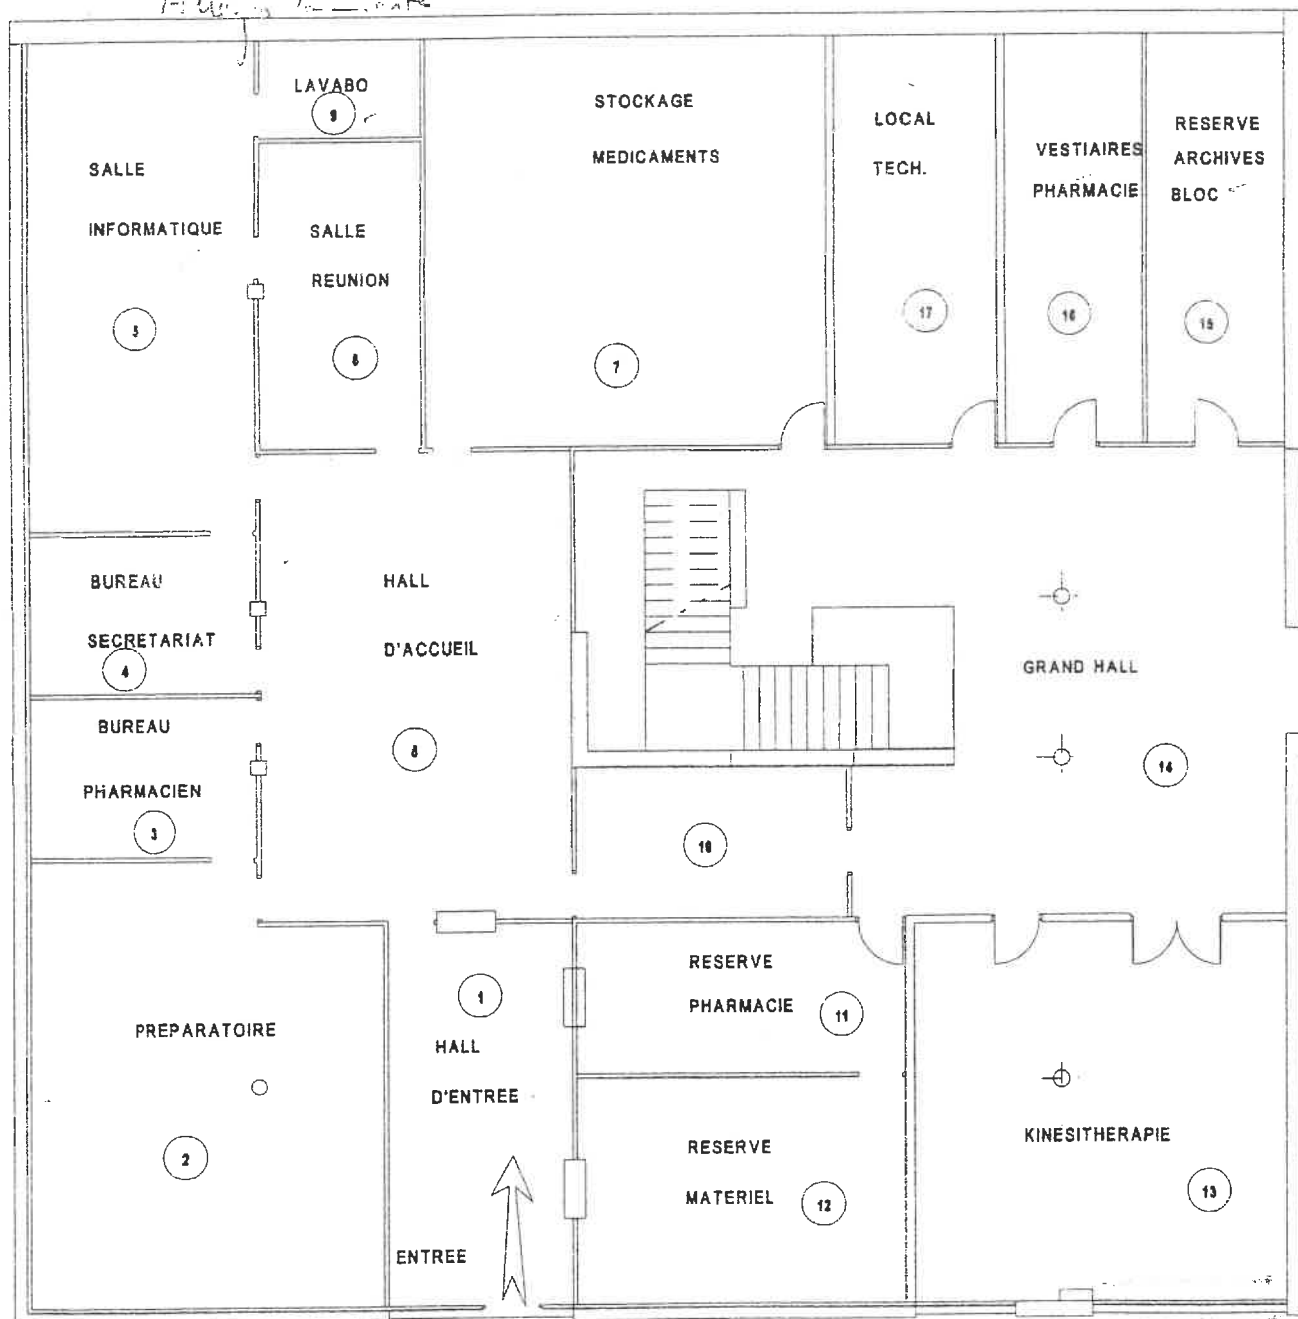 LAVABO
9
STOCKAGE
MEDICAMENTS
LOCAL
TECH.
VESTIAIRES
PHARMACIE
RESERVE
ARCHIVES
BLOC
SALLE
INFORMATIQUE
SALLE
REUNION
5
7
17
16
15
BUREAU
SECRETARIAT
4
HALL
D'ACCUEIL
GRAND HALL
14
BUREAU
PHARMACIEN
3
10
1
HALL
D'ENTREE
ENTREE
PREPARATOIRE
2
RESERVE
PHARMACIE
11
RESERVE
MATERIEL
12
KINESITHERAPIE
13